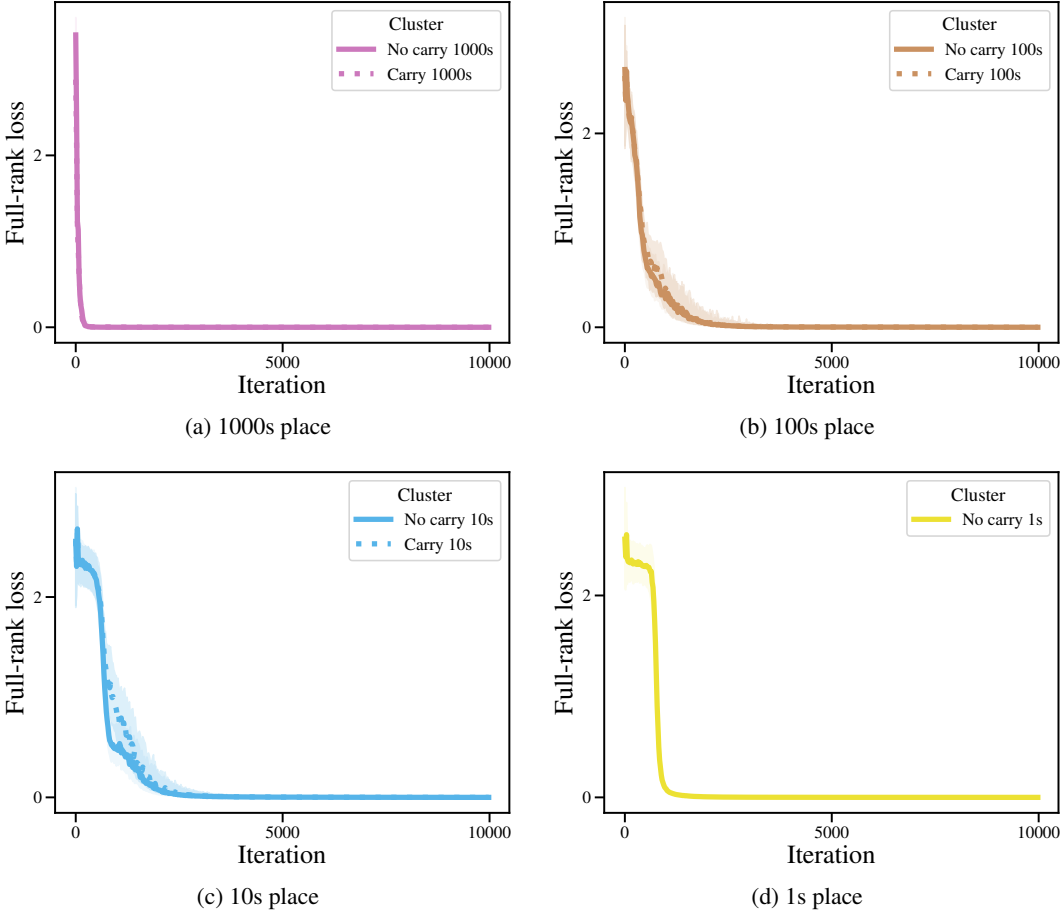 Cluster
No carry 1000s
Carry 1000s
Full-rank loss
2
0
0
5000
10000
Iteration
(a) 1000s place
Cluster
No carry 100s
Carry 100s
Full-rank loss
2
0
0
5000
10000
Iteration
(b) 100s place
Cluster
No carry 10s
Carry 10s
Full-rank loss
2
0
0
5000
10000
Iteration
(c) 10s place
Cluster
No carry 1s
Full-rank loss
2
0
0
5000
10000
Iteration
(d) 1s place